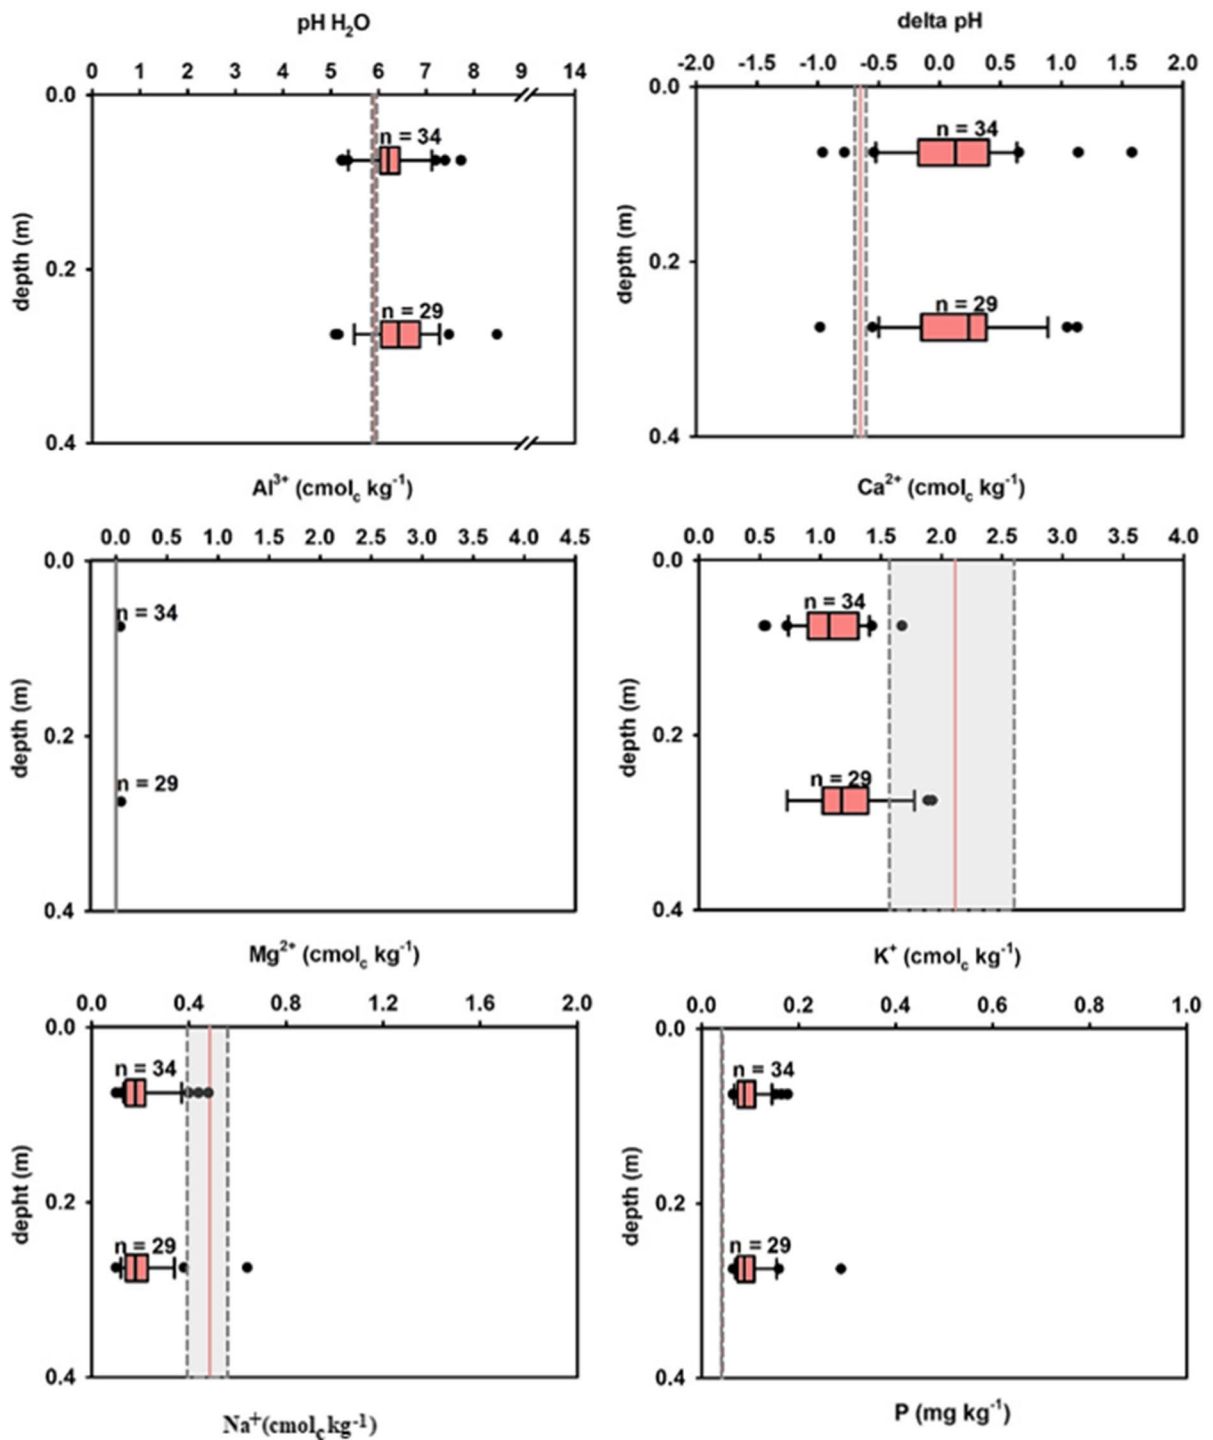 pH H₂O
0 1 2 3 4 5 6 7 8 9 14
0.0
n = 34
depth (m)
0.2
n = 29
0.4
delta pH
-2.0 -1.5 -1.0 -0.5 0.0 0.5 1.0 1.5 2.0
0.0
n = 34
depth (m)
0.2
n = 29
0.4
Al³⁺ (cmol꜀ kg⁻¹)
0.0 0.5 1.0 1.5 2.0 2.5 3.0 3.5 4.0 4.5
0.0
n = 34
depth (m)
0.2
n = 29
0.4
Ca²⁺ (cmol꜀ kg⁻¹)
0.0 0.5 1.0 1.5 2.0 2.5 3.0 3.5 4.0
0.0
n = 34
depth (m)
0.2
n = 29
0.4
Mg²⁺ (cmol꜀ kg⁻¹)
0.0 0.4 0.8 1.2 1.6 2.0
0.0
n = 34
depht (m)
0.2
n = 29
0.4
K⁺ (cmol꜀ kg⁻¹)
0.0 0.2 0.4 0.6 0.8 1.0
0.0
n = 34
depth (m)
0.2
n = 29
0.4
Na⁺(cmol꜀kg⁻¹)
P (mg kg⁻¹)